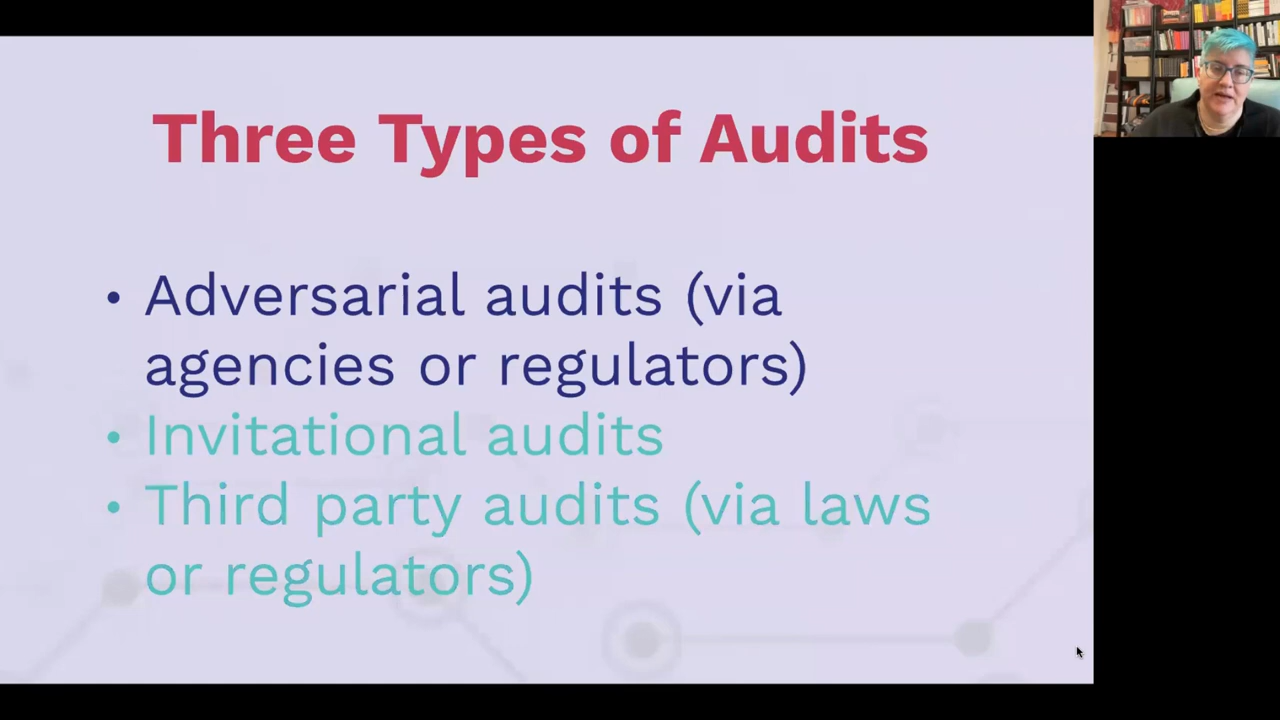 Three Types of Audits
• Adversarial audits (via
agencies or regulators)
• Invitational audits
• Third party audits (via laws
or regulators)